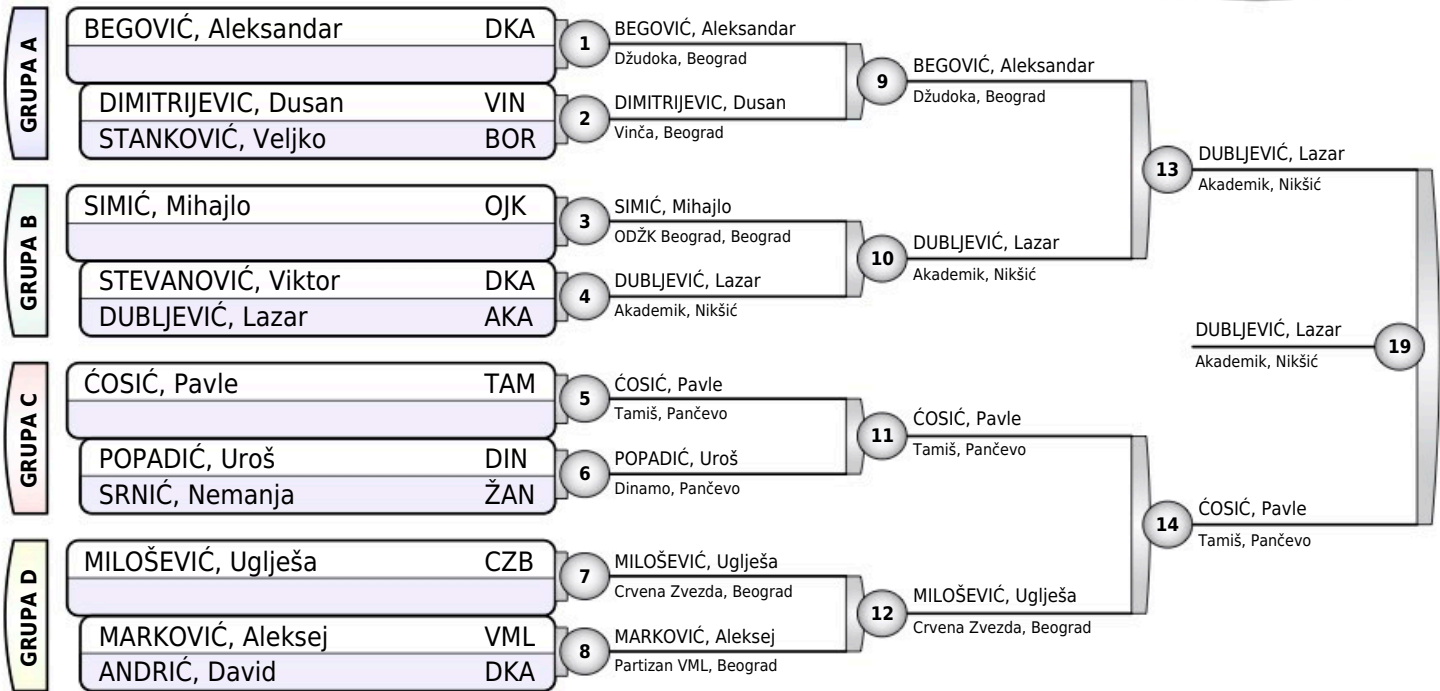 GRUPA A
BEGOVIĆ, Aleksandar DKA
DIMITRIJEVIC, Dusan VIN
STANKOVIĆ, Veljko BOR
GRUPA B
SIMIĆ, Mihajlo OJK
STEVANOVIĆ, Viktor DKA
DUBLJEVIĆ, Lazar AKA
GRUPA C
ĆOSIĆ, Pavle TAM
POPADIĆ, Uroš DIN
SRNIĆ, Nemanja ŽAN
GRUPA D
MILOŠEVIĆ, Uglješa CZB
MARKOVIĆ, Aleksej VML
ANDRIĆ, David DKA
1
BEGOVIĆ, Aleksandar
Džudoka, Beograd
2
DIMITRIJEVIC, Dusan
Vinča, Beograd
3
SIMIĆ, Mihajlo
ODŽK Beograd, Beograd
4
DUBLJEVIĆ, Lazar
Akademik, Nikšić
5
ĆOSIĆ, Pavle
Tamiš, Pančevo
6
POPADIĆ, Uroš
Dinamo, Pančevo
7
MILOŠEVIĆ, Uglješa
Crvena Zvezda, Beograd
8
MARKOVIĆ, Aleksej
Partizan VML, Beograd
9
BEGOVIĆ, Aleksandar
Džudoka, Beograd
10
DUBLJEVIĆ, Lazar
Akademik, Nikšić
11
ĆOSIĆ, Pavle
Tamiš, Pančevo
12
MILOŠEVIĆ, Uglješa
Crvena Zvezda, Beograd
13
DUBLJEVIĆ, Lazar
Akademik, Nikšić
14
ĆOSIĆ, Pavle
Tamiš, Pančevo
DUBLJEVIĆ, Lazar
Akademik, Nikšić
19